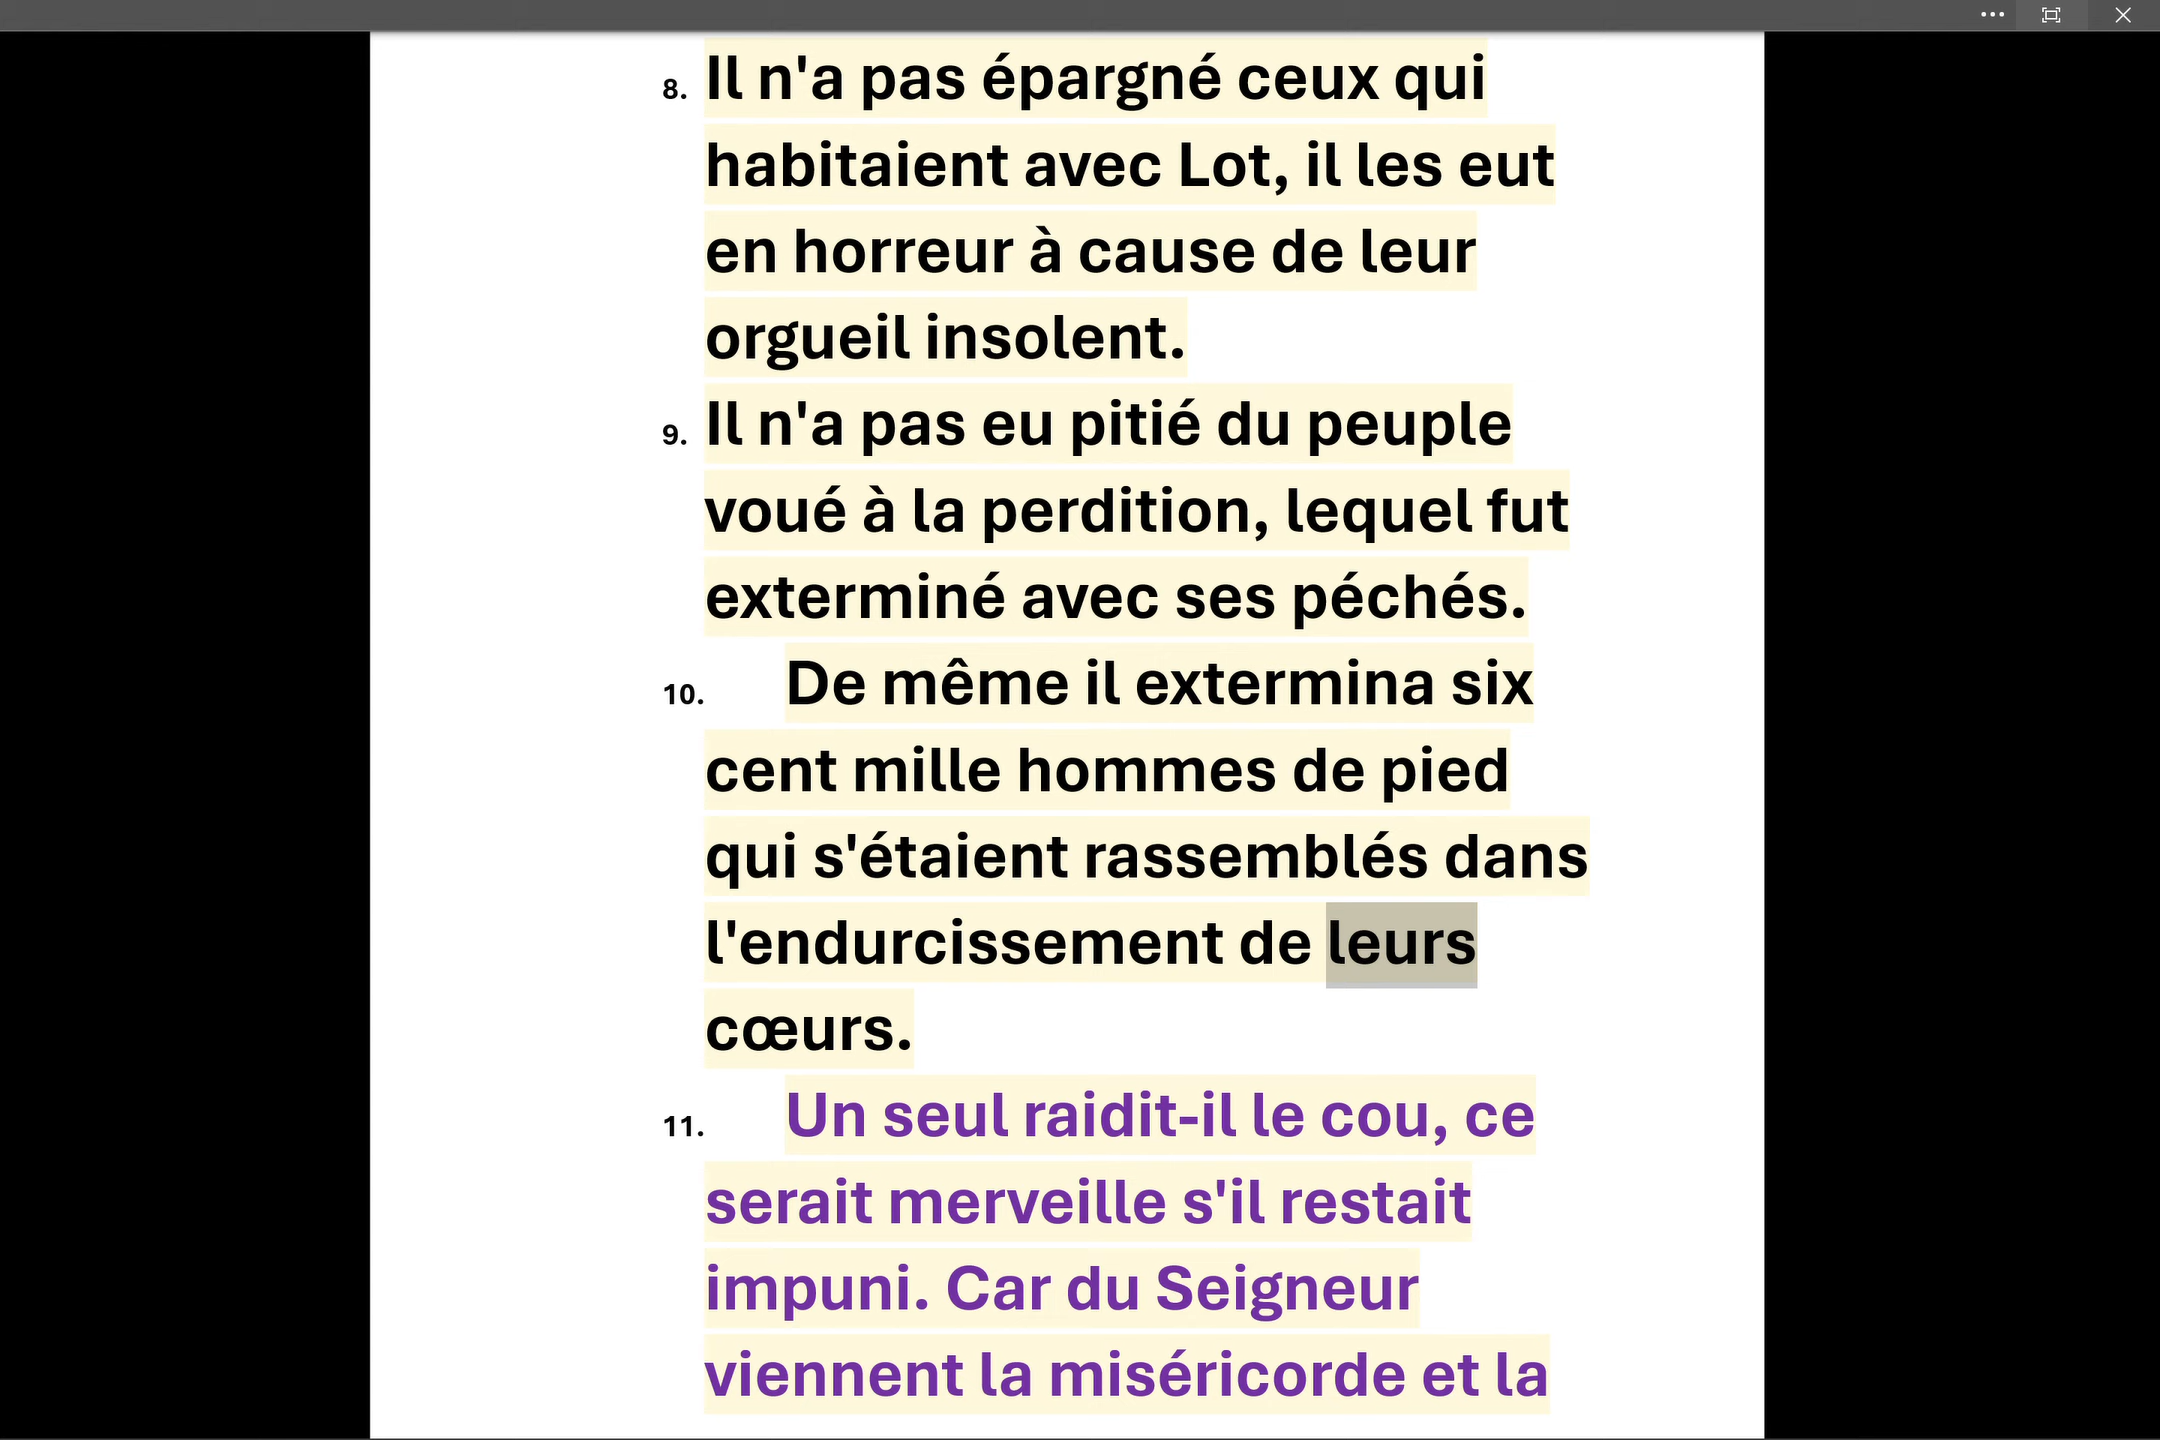 8. Il n'a pas épargné ceux qui
habitaient avec Lot, il les eut
en horreur à cause de leur
orgueil insolent.
9. Il n'a pas eu pitié du peuple
voué à la perdition, lequel fut
exterminé avec ses péchés.
10. De même il extermina six
cent mille hommes de pied
qui s'étaient rassemblés dans
l'endurcissement de leurs
cœurs.
11. Un seul raidit-il le cou, ce
serait merveille s'il restait
impuni. Car du Seigneur
viennent la miséricorde et la